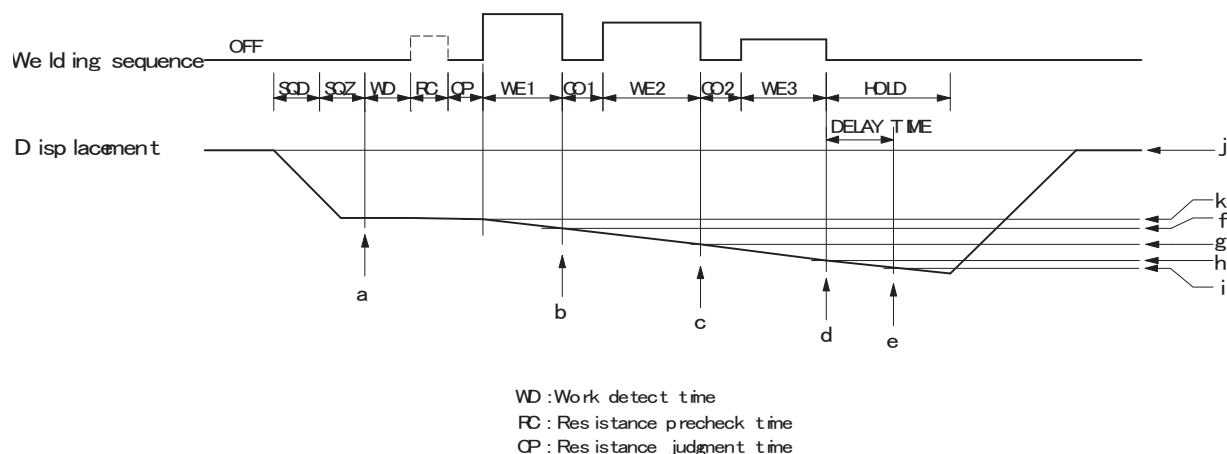 OFF
Welding sequence
SQD SQZ WD RC CP WE1 CO1 WE2 CO2 WE3 HOLD
DELAY TIME
Displacement
j
k
f
g
h
i
a
b
c
d
e
WD : Work detect time
RC : Resistance precheck time
CP : Resistance judgment time